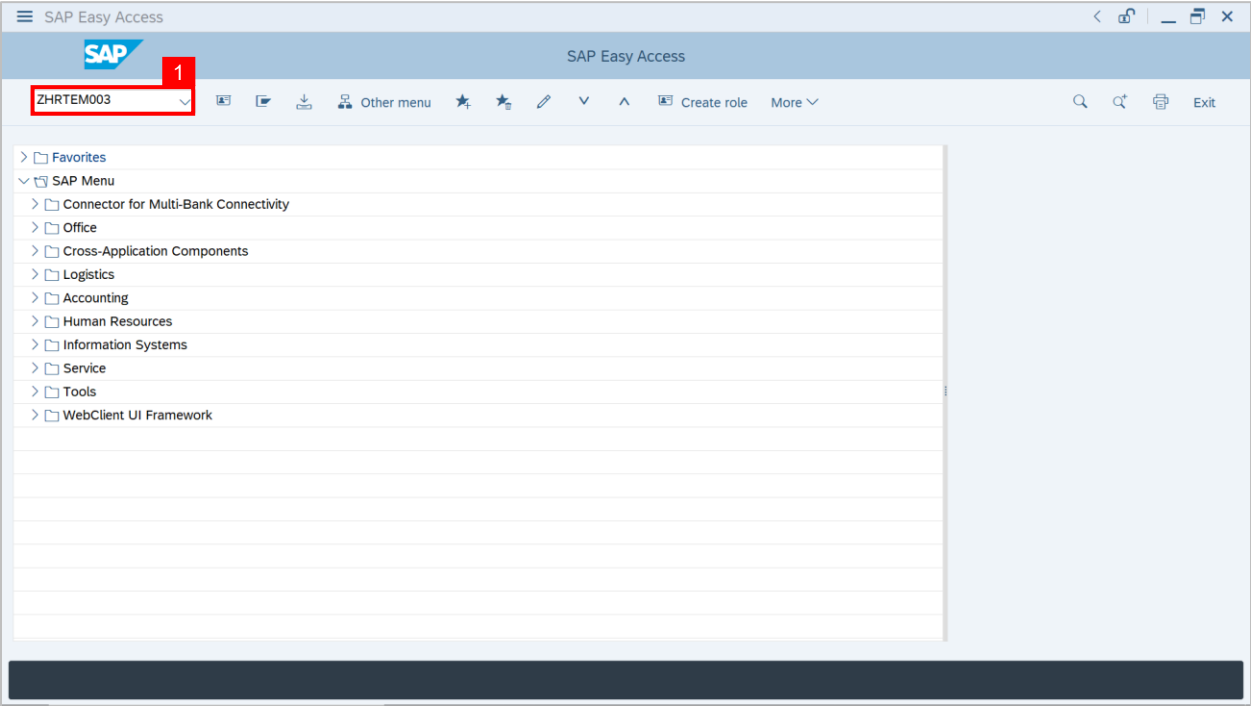 SAP Easy Access
SAP
SAP Easy Access
1
ZHRTEM003 Other menu Create role More Exit
Favorites
SAP Menu
Connector for Multi-Bank Connectivity
Office
Cross-Application Components
Logistics
Accounting
Human Resources
Information Systems
Service
Tools
WebClient UI Framework